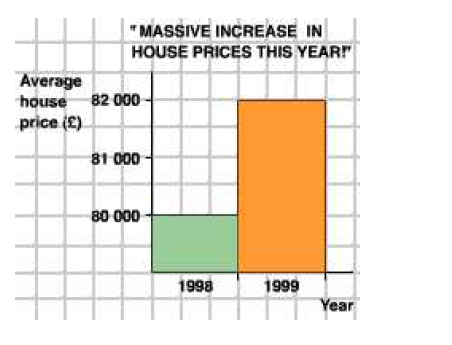 "MASSIVE INCREASE IN
HOUSE PRICES THIS YEAR!"
Average
house
price (£)
82 000
81 000
80 000
1998
1999
Year